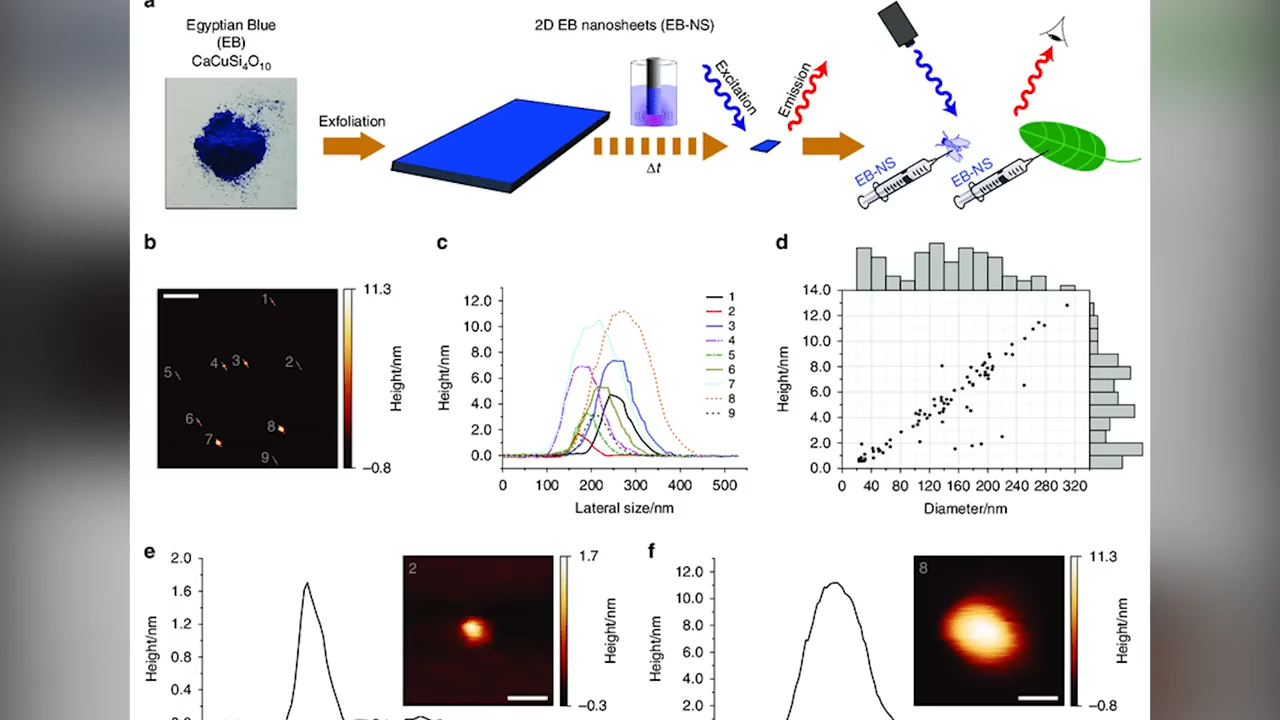 a
Egyptian Blue
(EB)
CaCuSi4O10
2D EB nanosheets (EB-NS)
Exfoliation
Δt
Excitation
Emission
EB-NS
EB-NS
b
1
2
3
4
5
6
7
8
9
11.3
Height/nm
–0.8
c
12.0
10.0
8.0
6.0
4.0
2.0
0.0
Height/nm
0 100 200 300 400 500
Lateral size/nm
1
2
3
4
5
6
7
8
9
d
14.0
12.0
10.0
8.0
6.0
4.0
2.0
0.0
Height/nm
0 40 80 120 160 200 240 280 320
Diameter/nm
e
2.0
1.6
1.2
0.8
0.4
Height/nm
2
1.7
Height/nm
–0.3
f
12.0
10.0
8.0
6.0
4.0
2.0
Height/nm
8
11.3
Height/nm
–0.8